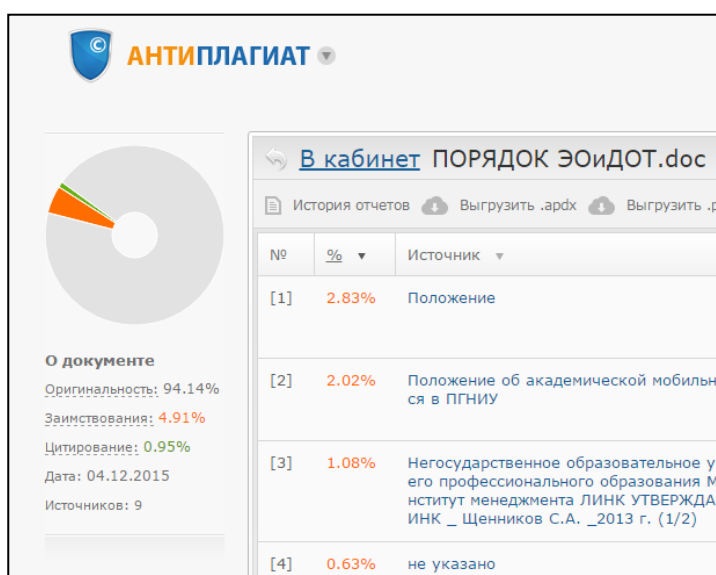 ©
АНТИПЛАГИАТ
В кабинет ПОРЯДОК ЭОиДОТ.doc
История отчетов Выгрузить .apdx Выгрузить .p
№ % Источник
[1] 2.83% Положение
[2] 2.02% Положение об академической мобильн
ся в ПГНИУ
[3] 1.08% Негосударственное образовательное у
его профессионального образования М
нститут менеджмента ЛИНК УТВЕРЖДА
ИНК _ Щенников С.А. _2013 г. (1/2)
[4] 0.63% не указано
О документе
Оригинальность: 94.14%
Заимствования: 4.91%
Цитирование: 0.95%
Дата: 04.12.2015
Источников: 9